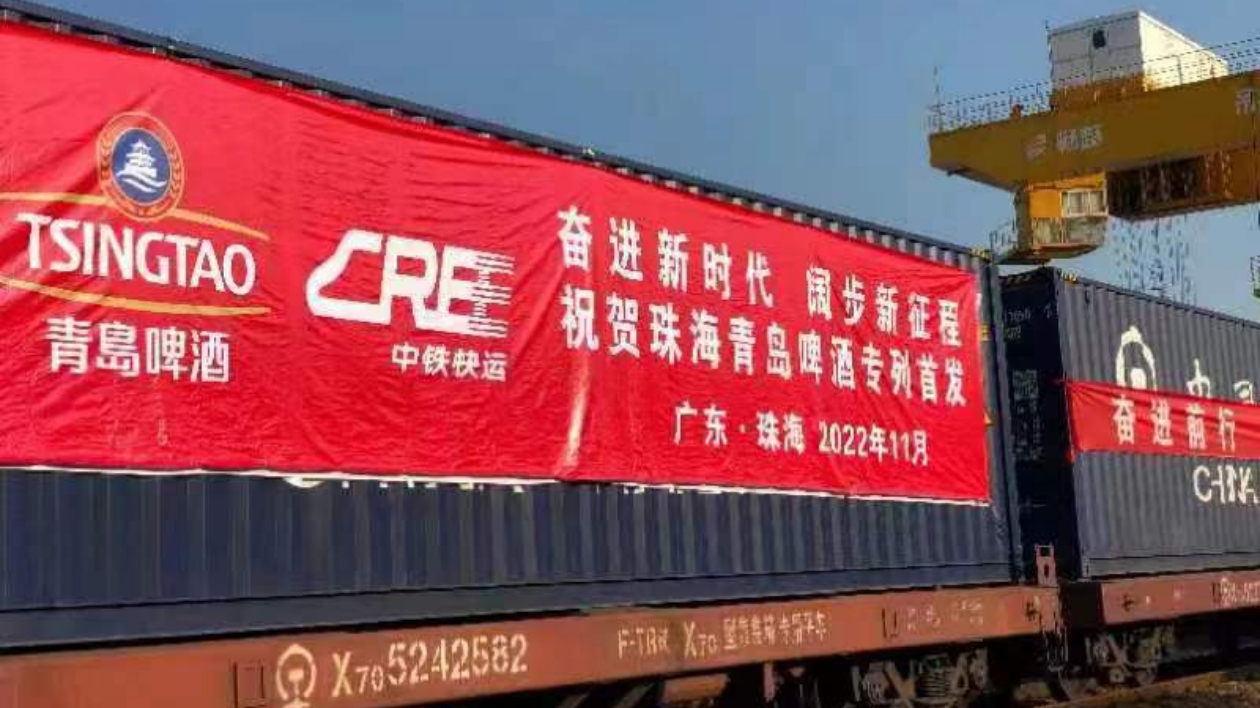 TSINGTAO
青岛啤酒
CRE
中铁快运
奋进新时代 阔步新征程
祝贺珠海青岛啤酒专列首发
广东·珠海 2022年11月
奋进前行
X70 5242582
X70